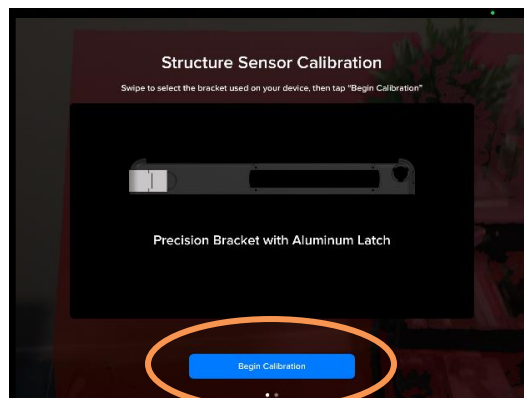 Structure Sensor Calibration
Swipe to select the bracket used on your device, then tap "Begin Calibration"
Precision Bracket with Aluminum Latch
Begin Calibration